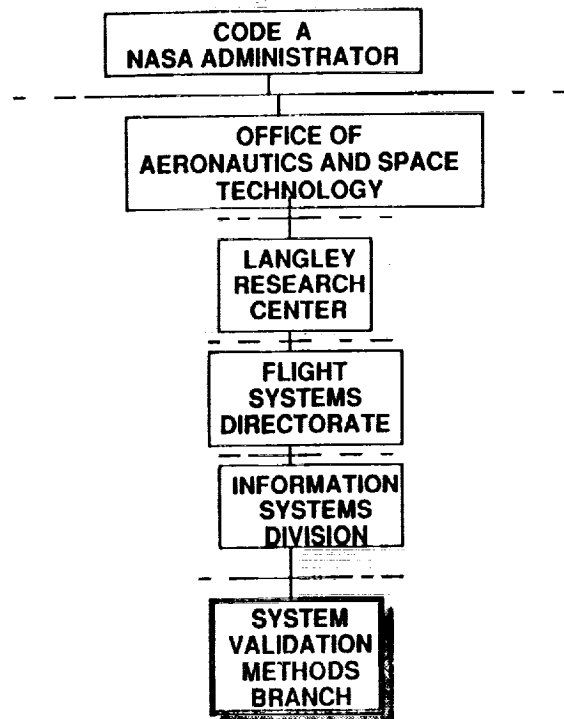 CODE A
NASA ADMINISTRATOR
OFFICE OF
AERONAUTICS AND SPACE
TECHNOLOGY
LANGLEY
RESEARCH
CENTER
FLIGHT
SYSTEMS
DIRECTORATE
INFORMATION
SYSTEMS
DIVISION
SYSTEM
VALIDATION
METHODS
BRANCH